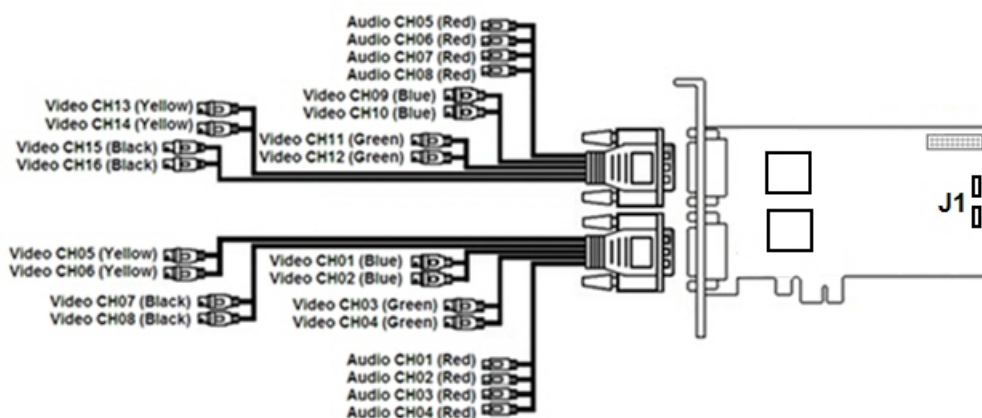 Audio CH05 (Red)
Audio CH06 (Red)
Audio CH07 (Red)
Audio CH08 (Red)
Video CH09 (Blue)
Video CH10 (Blue)
Video CH13 (Yellow)
Video CH14 (Yellow)
Video CH11 (Green)
Video CH12 (Green)
Video CH15 (Black)
Video CH16 (Black)
J1
Video CH05 (Yellow)
Video CH06 (Yellow)
Video CH01 (Blue)
Video CH02 (Blue)
Video CH07 (Black)
Video CH08 (Black)
Video CH03 (Green)
Video CH04 (Green)
Audio CH01 (Red)
Audio CH02 (Red)
Audio CH03 (Red)
Audio CH04 (Red)